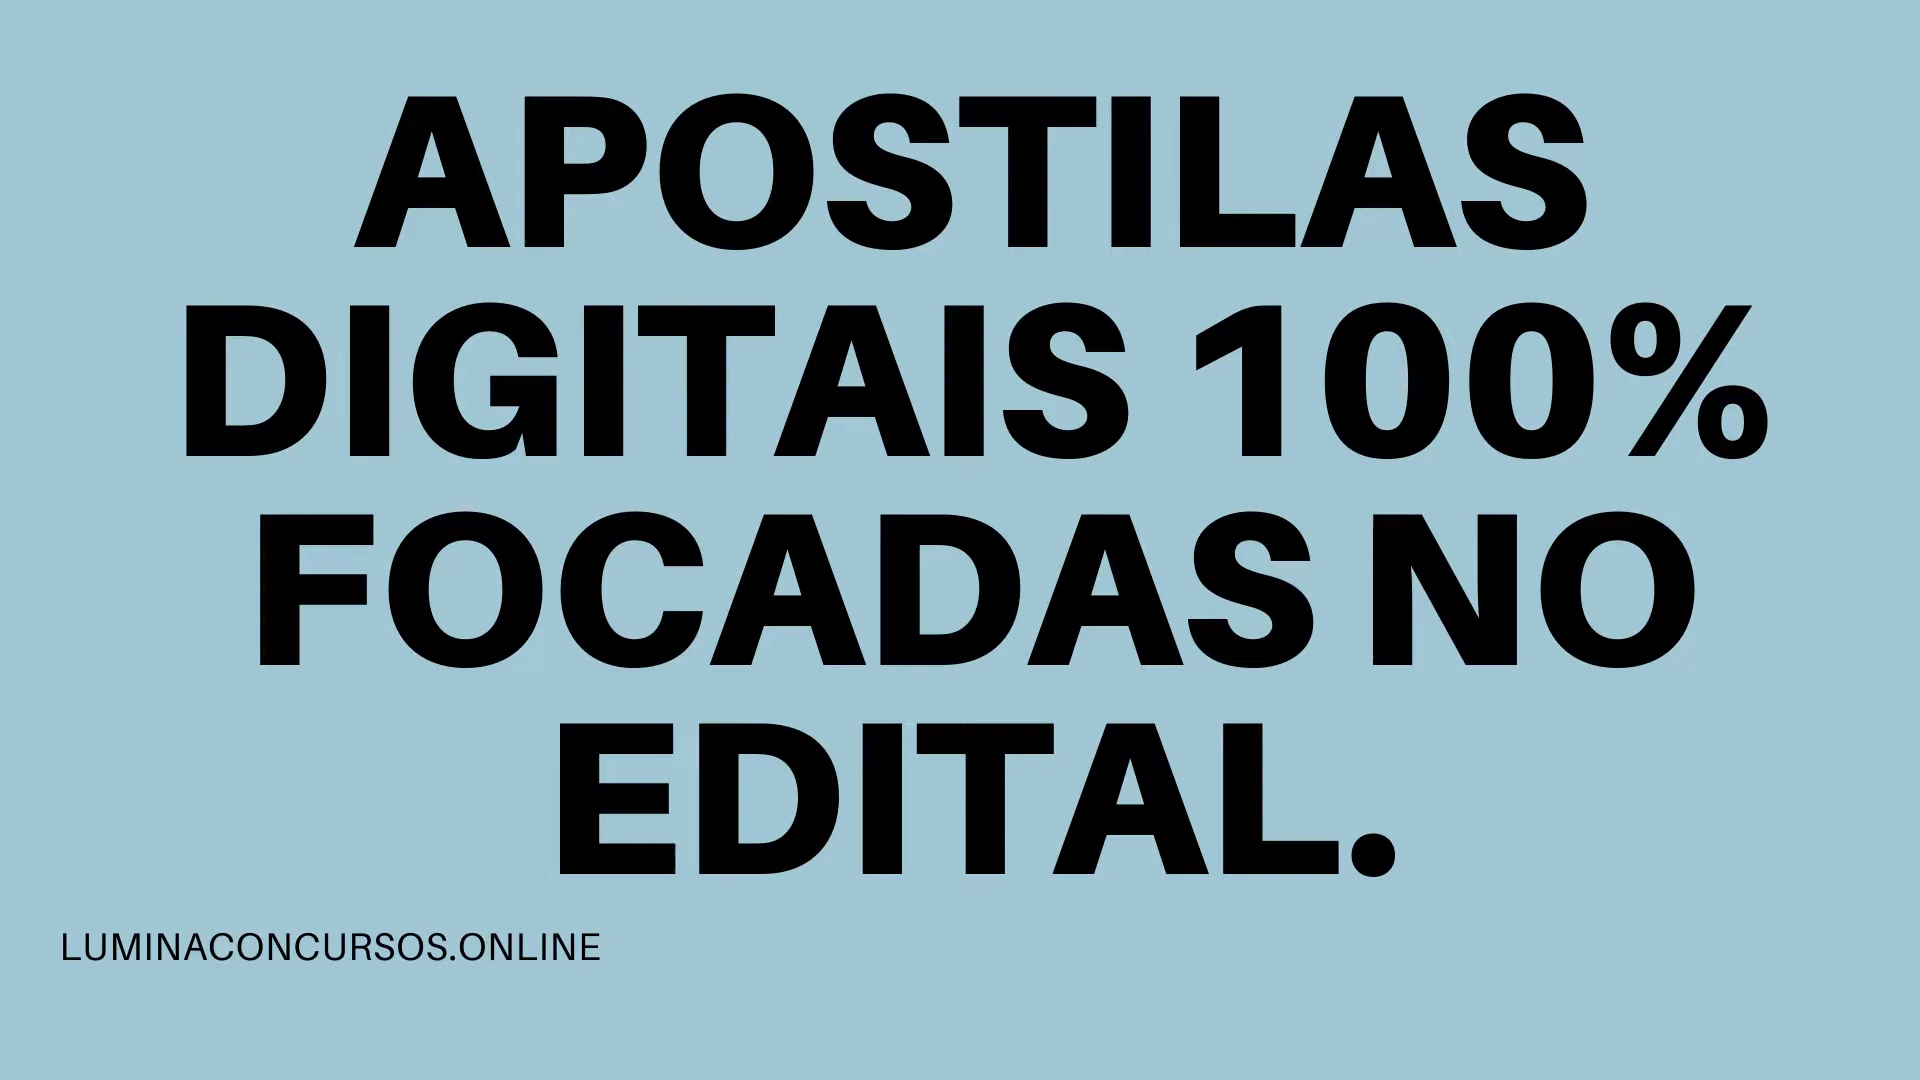 APOSTILAS
DIGITAIS 100%
FOCADAS NO
EDITAL.
LUMINACONCURSOS.ONLINE